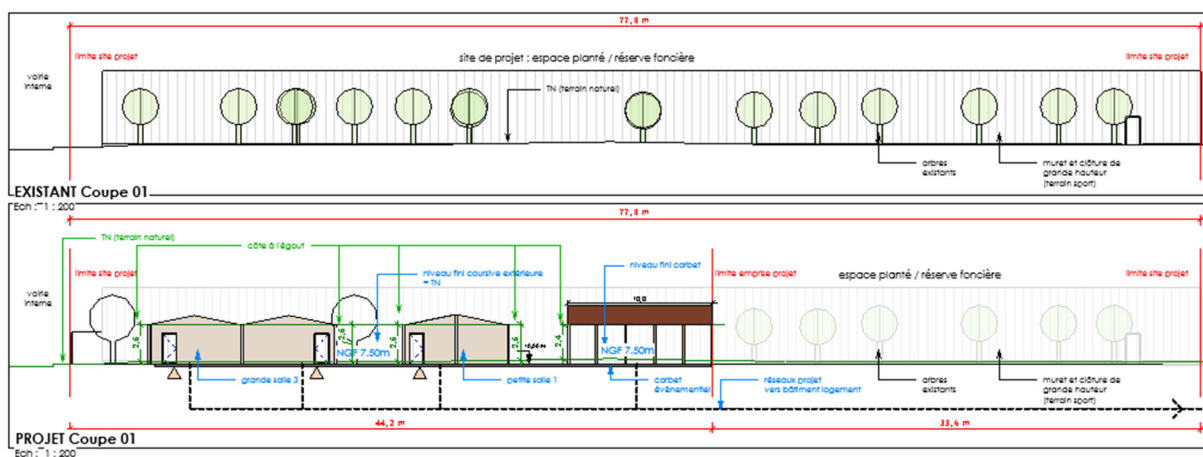 77,8 m
limite site projet
limite site projet
voirie
interne
site de projet : espace planté / réserve foncière
TN (terrain naturel)
arbres
existants
muret et clôture de
grande hauteur
(terrain sport)
EXISTANT Coupe 01
Ech : 1 : 200
77,8 m
TN (terrain naturel)
côte à l'égout
limite site projet
niveau fini coursive extérieure
= TN
niveau fini carbet
limite emprise projet
espace planté / réserve foncière
limite site projet
voirie
interne
10,0
2,6
2,6
2,6
2,6
2,4
NGF 7.50m
NGF 7.50m
grande salle 3
petite salle 1
carbet
évènementiel
réseaux projet
vers bâtiment logement
arbres
existants
muret et clôture de
grande hauteur
(terrain sport)
44,2 m
33,6 m
PROJET Coupe 01
Ech : 1 : 200